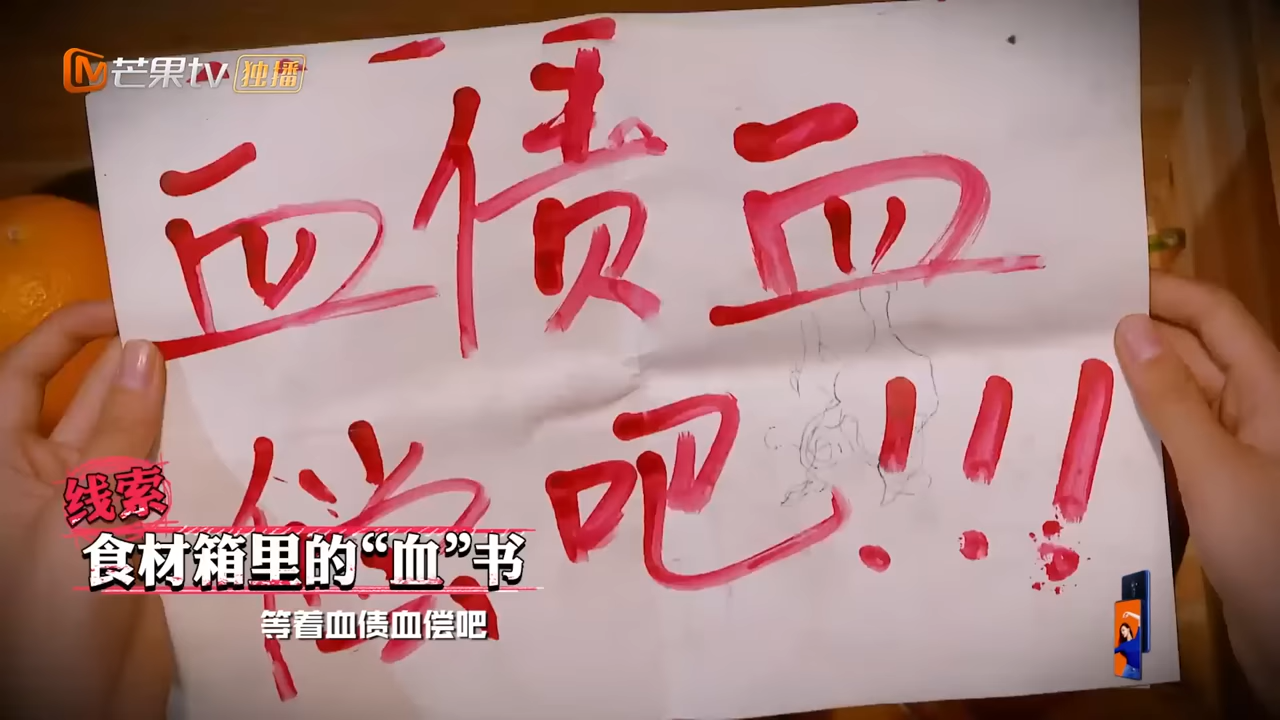 芒果tv 独播
血债血
偿吧!!!
线索
食材箱里的“血”书
等着血债血偿吧